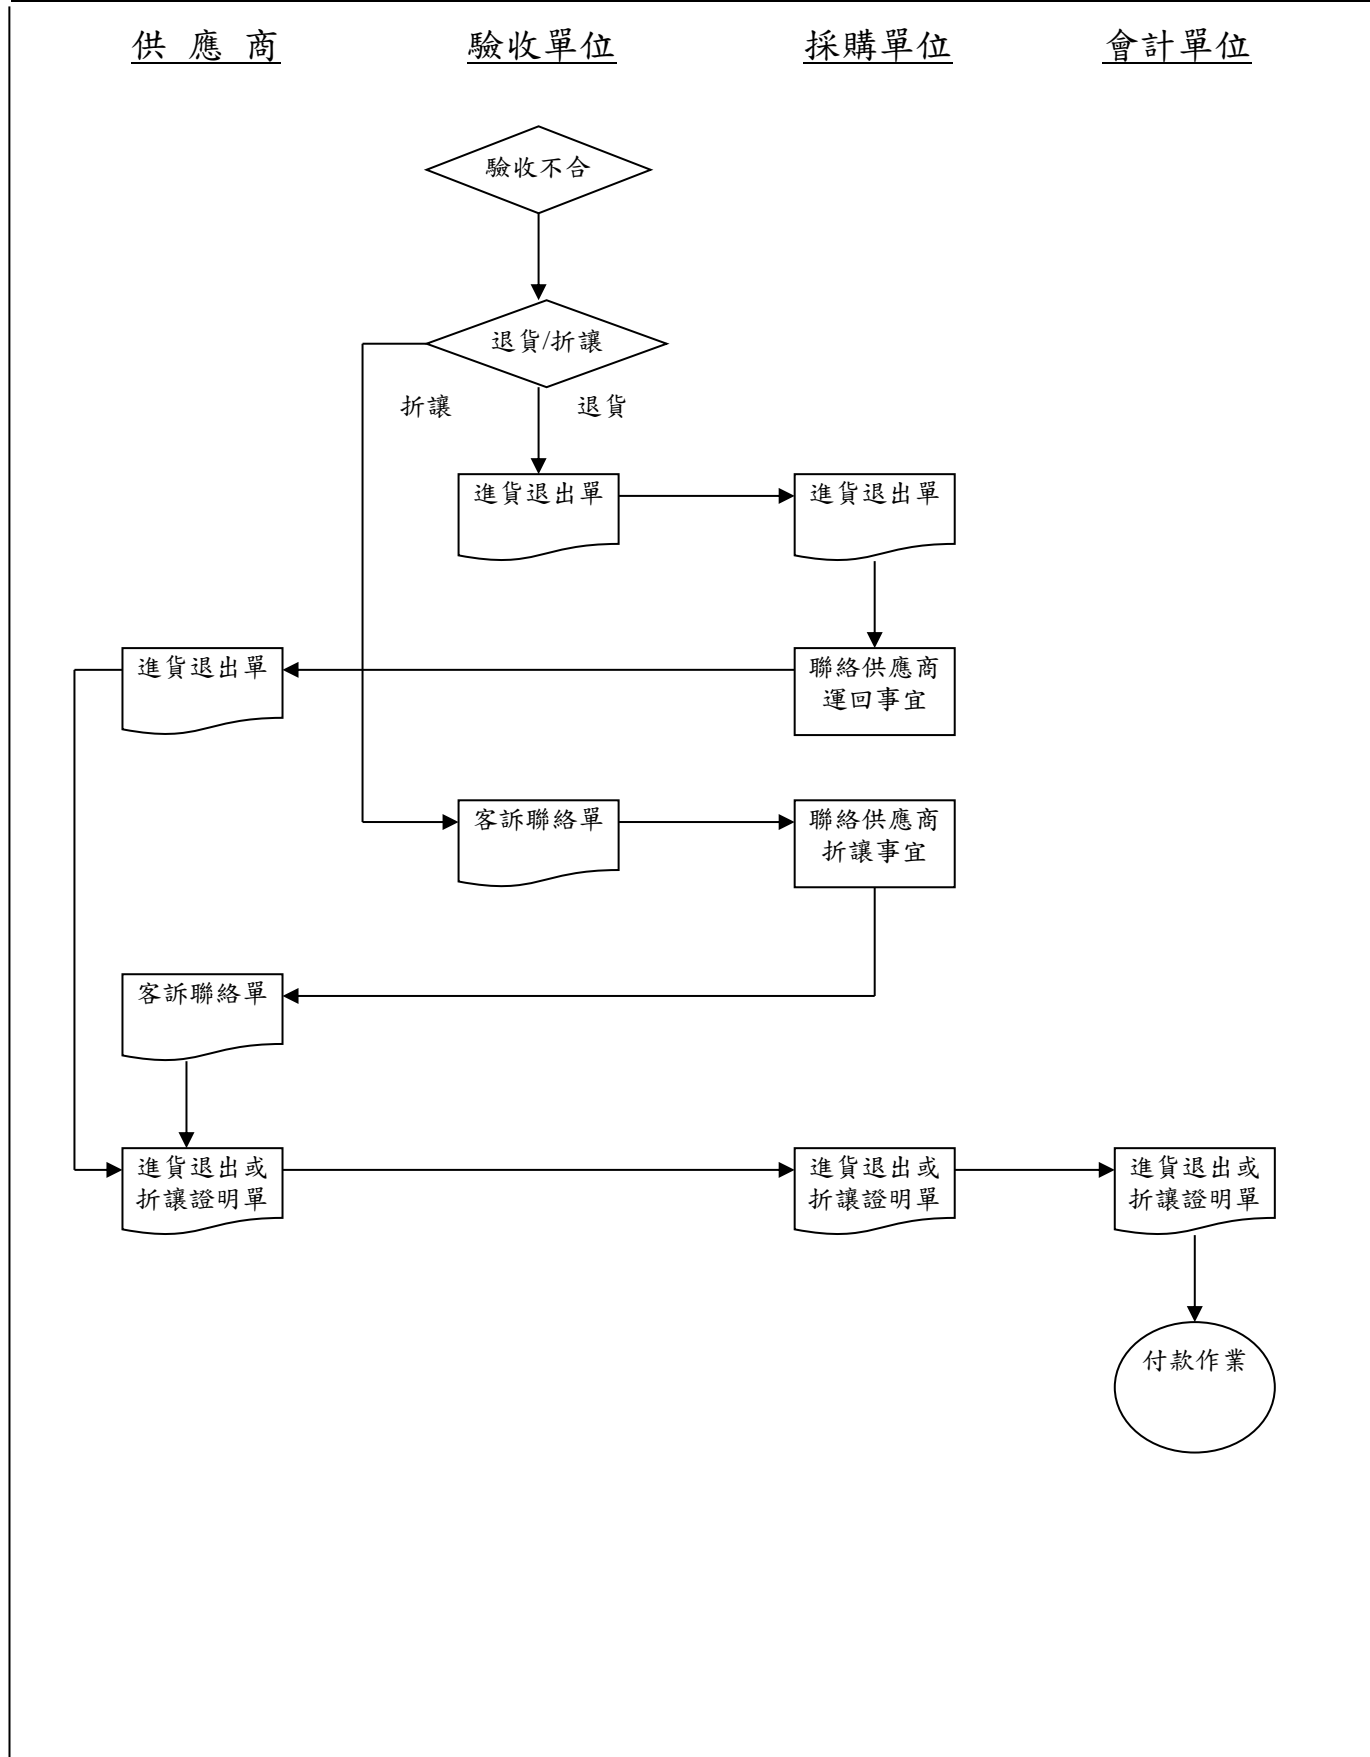 供 應 商
驗收單位
採購單位
會計單位
驗收不合
退貨/折讓
折讓
退貨
進貨退出單
進貨退出單
進貨退出單
聯絡供應商
運回事宜
客訴聯絡單
聯絡供應商
折讓事宜
客訴聯絡單
進貨退出或
折讓證明單
進貨退出或
折讓證明單
進貨退出或
折讓證明單
付款作業